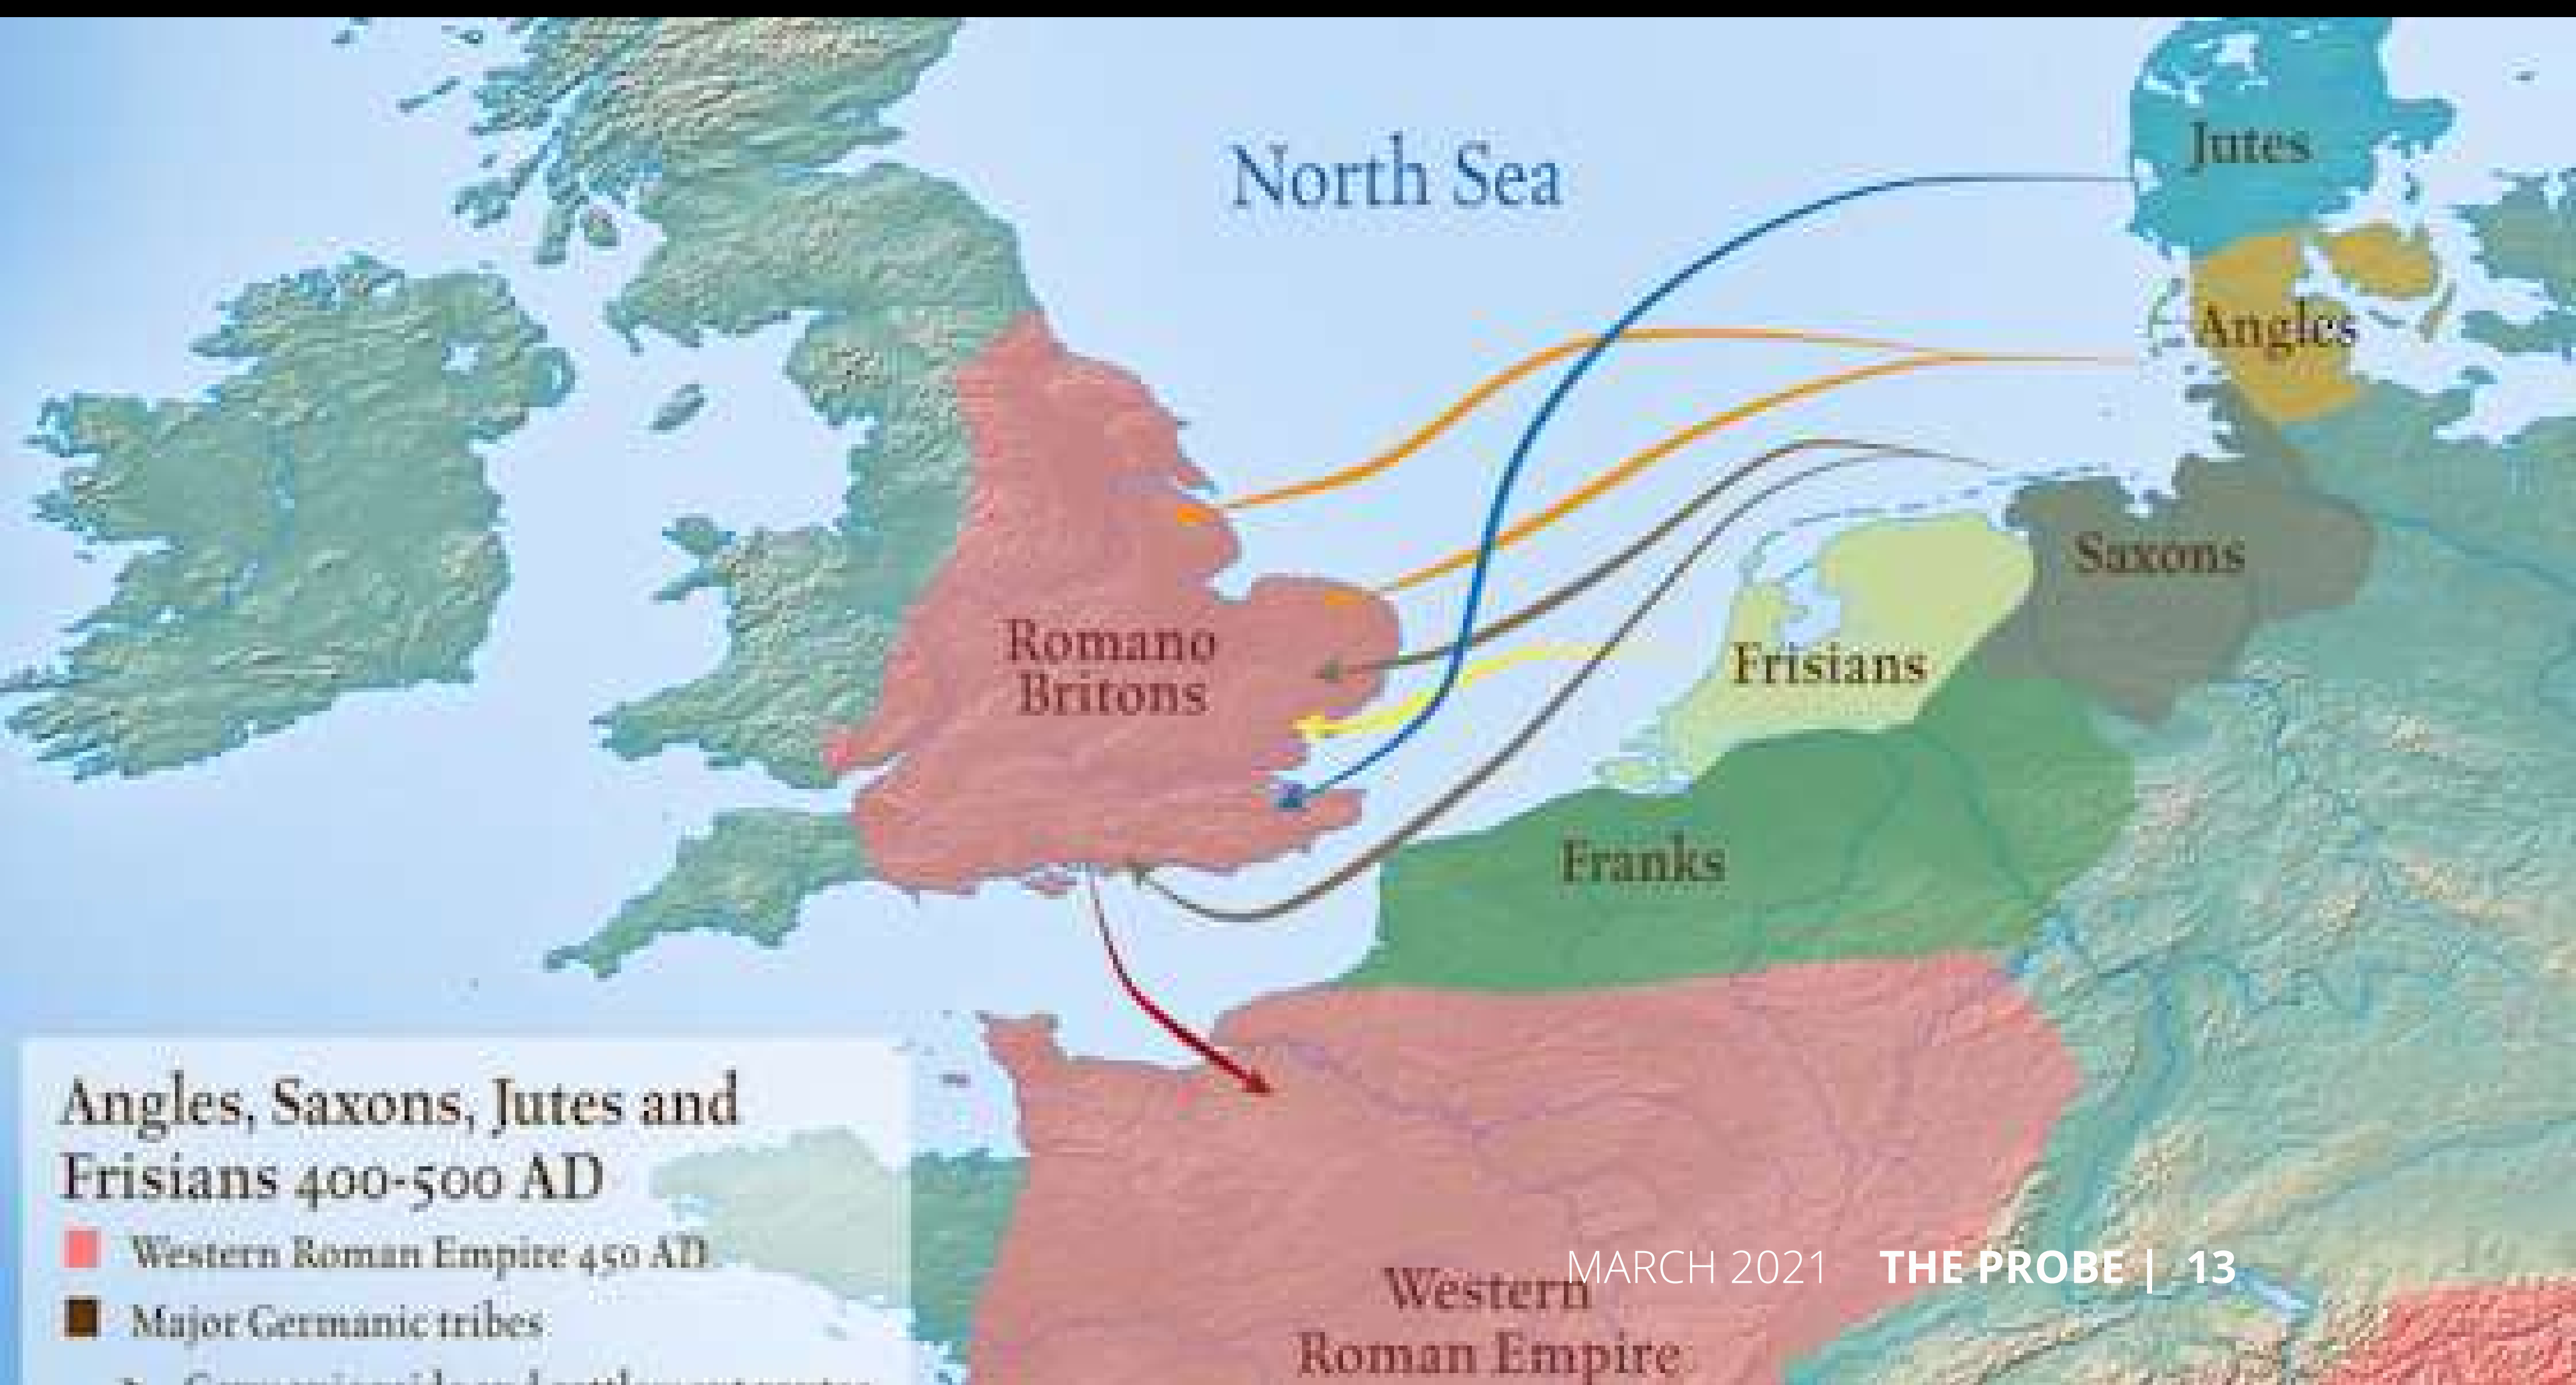 North Sea
Jutes
Angles
Saxons
Romano
Britons
Frisians
Franks
Angles, Saxons, Jutes and
Frisians 400-500 AD
Western Roman Empire 450 AD
Major Germanic tribes
MARCH 2021 THE PROBE | 13
Western
Roman Empire